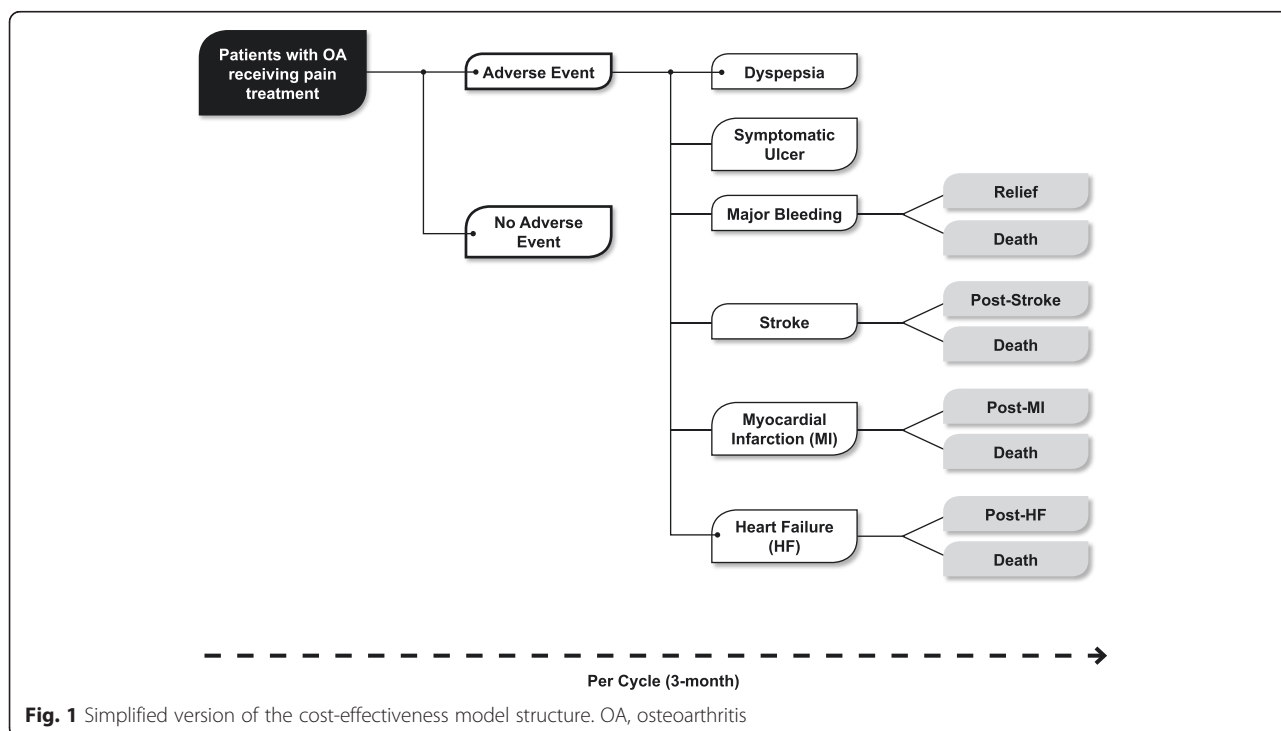 Patients with OA
receiving pain
treatment
Adverse Event
No Adverse
Event
Dyspepsia
Symptomatic
Ulcer
Major Bleeding
Relief
Death
Stroke
Post-Stroke
Death
Myocardial
Infarction (MI)
Post-MI
Death
Heart Failure
(HF)
Post-HF
Death
Per Cycle (3-month)
Fig. 1 Simplified version of the cost-effectiveness model structure. OA, osteoarthritis